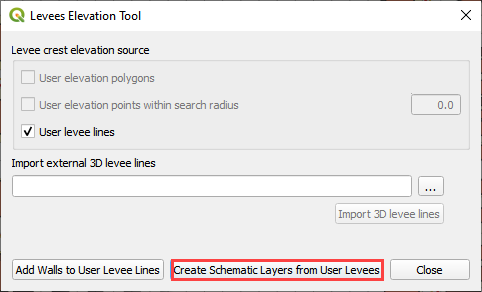 Levees Elevation Tool
Levee crest elevation source
User elevation polygons
User elevation points within search radius 0.0
User levee lines
Import external 3D levee lines
...
Import 3D levee lines
Add Walls to User Levee Lines Create Schematic Layers from User Levees Close